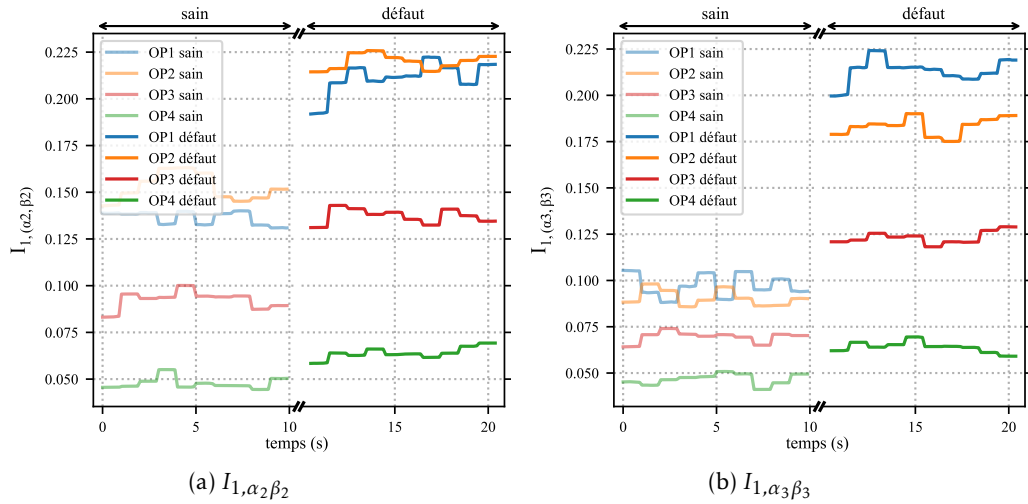 sain défaut
OP1 sain
OP2 sain
OP3 sain
OP4 sain
OP1 défaut
OP2 défaut
OP3 défaut
OP4 défaut
0.225
0.200
0.175
0.150
0.125
0.100
0.075
0.050
I1, (α2, β2)
0 5 10 15 20
temps (s)
(a) I1,α2β2
sain défaut
OP1 sain
OP2 sain
OP3 sain
OP4 sain
OP1 défaut
OP2 défaut
OP3 défaut
OP4 défaut
0.225
0.200
0.175
0.150
0.125
0.100
0.075
0.050
I1, (α3, β3)
0 5 10 15 20
temps (s)
(b) I1,α3β3